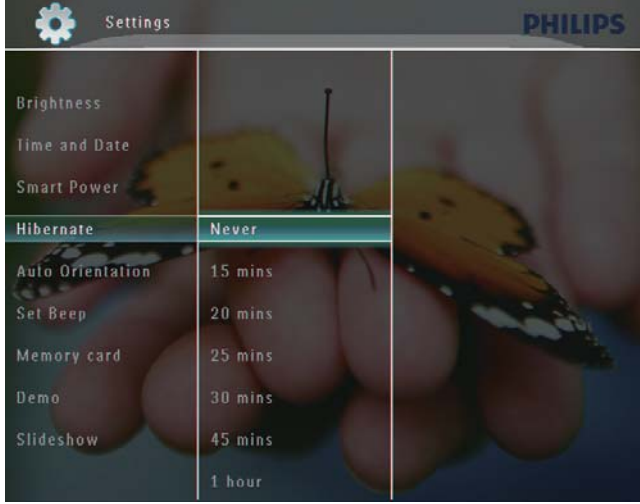 Settings
PHILIPS
Brightness
Time and Date
Smart Power
Hibernate
Never
Auto Orientation
15 mins
Set Beep
20 mins
Memory card
25 mins
Demo
30 mins
Slideshow
45 mins
1 hour